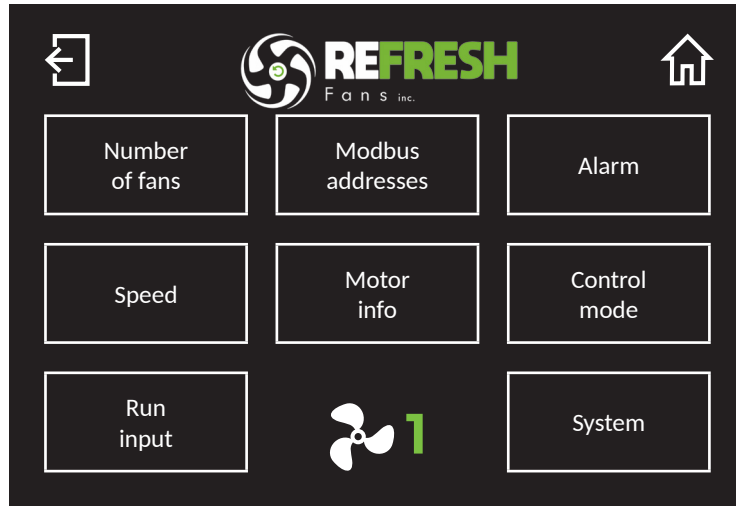 REFRESH
Fans inc.
Number
of fans
Modbus
addresses
Alarm
Speed
Motor
info
Control
mode
Run
input
1
System